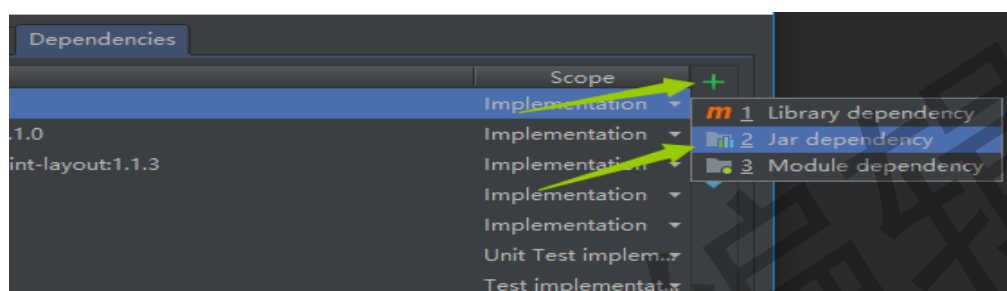 Dependencies
Scope
Implementation
m 1 Library dependency
.1.0 Implementation
2 Jar dependency
int-layout:1.1.3 Implementation
3 Module dependency
Implementation
Implementation
Unit Test implem...
Test implementat...